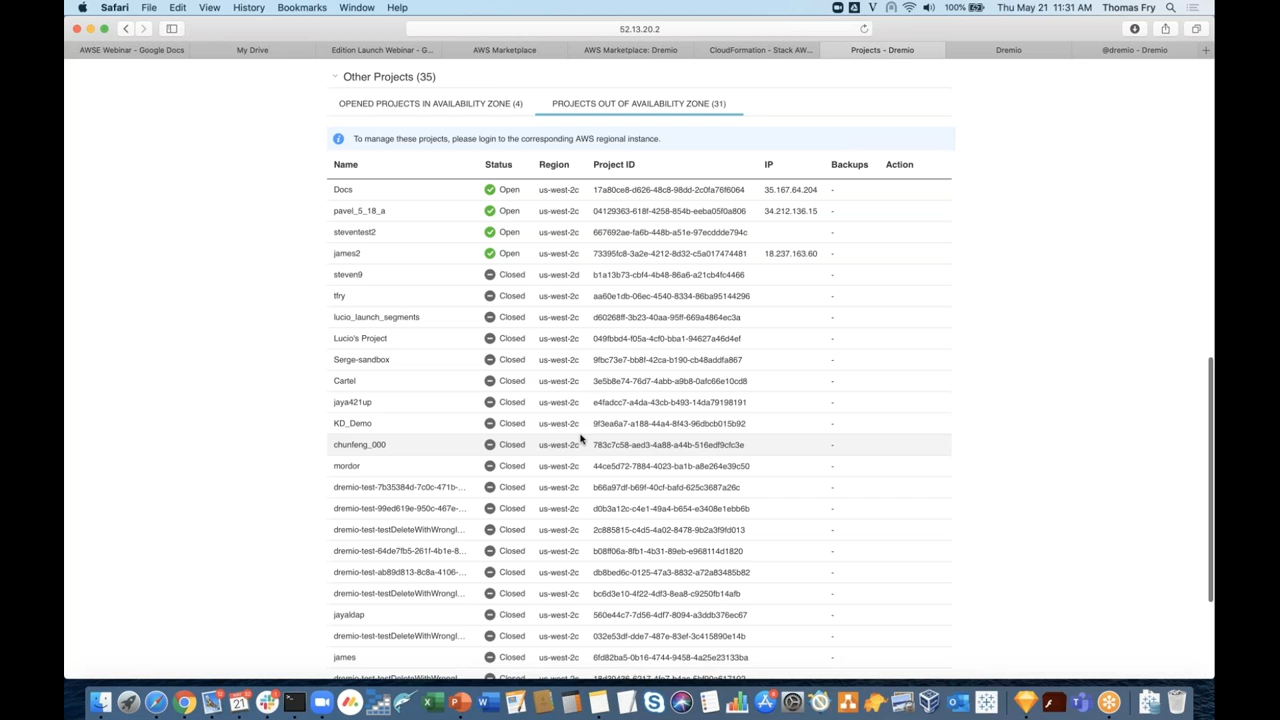 Safari File Edit View History Bookmarks Window Help 100% Thu May 21 11:31 AM Thomas Fry
52.13.20.2
AWSE Webinar - Google Docs My Drive Edition Launch Webinar - G... AWS Marketplace AWS Marketplace: Dremio CloudFormation - Stack AW... Projects - Dremio Dremio @dremio - Dremio
Other Projects (35)
OPENED PROJECTS IN AVAILABILITY ZONE (4) PROJECTS OUT OF AVAILABILITY ZONE (31)
To manage these projects, please login to the corresponding AWS regional instance.
Name Status Region Project ID IP Backups Action
Docs Open us-west-2c 17a80ce8-d626-48c8-98dd-2c0fa76f6064 35.167.64.204 -
pavel_5_18_a Open us-west-2c 04129363-618f-4258-854b-eeba05f0a806 34.212.136.15 -
steventest2 Open us-west-2c 667692ae-fa6b-448b-a51e-97ecddde794c -
james2 Open us-west-2c 73395fc8-3a2e-4212-8d32-c5a017474481 18.237.163.60 -
steven9 Closed us-west-2d b1a13b73-cbf4-4b48-86a6-a21cb4fc4466 -
tfry Closed us-west-2c aa60e1db-06ec-4540-8334-86ba95144296 -
lucio_launch_segments Closed us-west-2c d60268ff-3b23-40aa-95ff-669a4864ec3a -
Lucio's Project Closed us-west-2c 049fbbd4-f05a-4cf0-bba1-94627a46d4ef -
Serge-sandbox Closed us-west-2c 9fbc73e7-bb8f-42ca-b190-cb48addfa867 -
Cartel Closed us-west-2c 3e5b8e74-76d7-4abb-a9b8-0afc66e10cd8 -
jaya421up Closed us-west-2c e4fadcc7-a4da-43cb-b493-14da79198191 -
KD_Demo Closed us-west-2c 9f3ea6a7-a188-44a4-8f43-96dbcb015b92 -
chunfeng_000 Closed us-west-2c 783c7c58-aed3-4a88-a44b-516edf9cfc3e -
mordor Closed us-west-2c 44ce5d72-7884-4023-ba1b-a8e264e39c50 -
dremio-test-7b35384d-7c0c-471b-... Closed us-west-2c b66a97df-b69f-40cf-bafd-625c3687a26c -
dremio-test-99ed619e-950c-467e-... Closed us-west-2c d0b3a12c-c4e1-49a4-b654-e3408e1ebb6b -
dremio-test-testDeleteWithWrongI... Closed us-west-2c 2c885815-c4d5-4a02-8478-9b2a3f9fd013 -
dremio-test-64de7fb5-261f-4b1e-8... Closed us-west-2c b08ff06a-8fb1-4b31-89eb-e968114d1820 -
dremio-test-ab89d813-8c8a-4106-... Closed us-west-2c db8bed6c-0125-47a3-8832-a72a83485b82 -
dremio-test-testDeleteWithWrongI... Closed us-west-2c bc6d3e10-4f22-4df3-8ea8-c9250fb14afb -
jayaldap Closed us-west-2c 560e44c7-7d56-4df7-8094-a3ddb376ec67 -
dremio-test-testDeleteWithWrongI... Closed us-west-2c 032e53df-dde7-487e-83ef-3c415890e14b -
james Closed us-west-2c 6fd82ba5-0b16-4744-9458-4a25e23133ba -